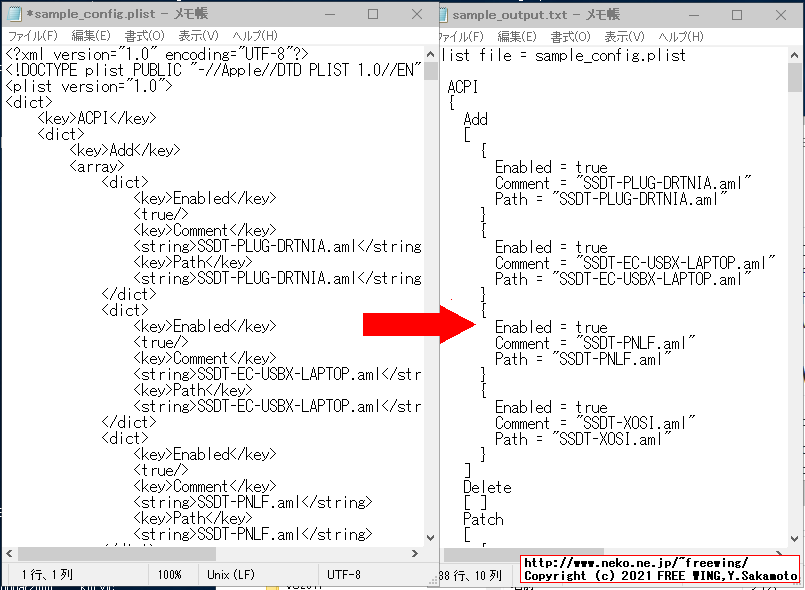 *sample_config.plist - メモ帳
ファイル(F) 編集(E) 書式(O) 表示(V) ヘルプ(H)
<?xml version="1.0" encoding="UTF-8"?>
<!DOCTYPE plist PUBLIC "-//Apple//DTD PLIST 1.0//EN"
<plist version="1.0">
<dict>
<key>ACPI</key>
<dict>
<key>Add</key>
<array>
<dict>
<key>Enabled</key>
<true/>
<key>Comment</key>
<string>SSDT-PLUG-DRTNIA.aml</string
<key>Path</key>
<string>SSDT-PLUG-DRTNIA.aml</string
</dict>
<dict>
<key>Enabled</key>
<true/>
<key>Comment</key>
<string>SSDT-EC-USBX-LAPTOP.aml</str
<key>Path</key>
<string>SSDT-EC-USBX-LAPTOP.aml</str
</dict>
<dict>
<key>Enabled</key>
<true/>
<key>Comment</key>
<string>SSDT-PNLF.aml</string>
<key>Path</key>
<string>SSDT-PNLF.aml</string>
1 行、1 列 100% Unix (LF) UTF-8
sample_output.txt - メモ帳
ァイル(F) 編集(E) 書式(O) 表示(V) ヘルプ(H)
list file = sample_config.plist
ACPI
{
Add
[
{
Enabled = true
Comment = "SSDT-PLUG-DRTNIA.aml"
Path = "SSDT-PLUG-DRTNIA.aml"
}
{
Enabled = true
Comment = "SSDT-EC-USBX-LAPTOP.aml"
Path = "SSDT-EC-USBX-LAPTOP.aml"
}
{
Enabled = true
Comment = "SSDT-PNLF.aml"
Path = "SSDT-PNLF.aml"
}
{
Enabled = true
Comment = "SSDT-XOSI.aml"
Path = "SSDT-XOSI.aml"
}
]
Delete
[ ]
Patch
[
38 行、10 列
http://www.neko.ne.jp/~freewing/
Copyright (c) 2021 FREE WING,Y.Sakamoto